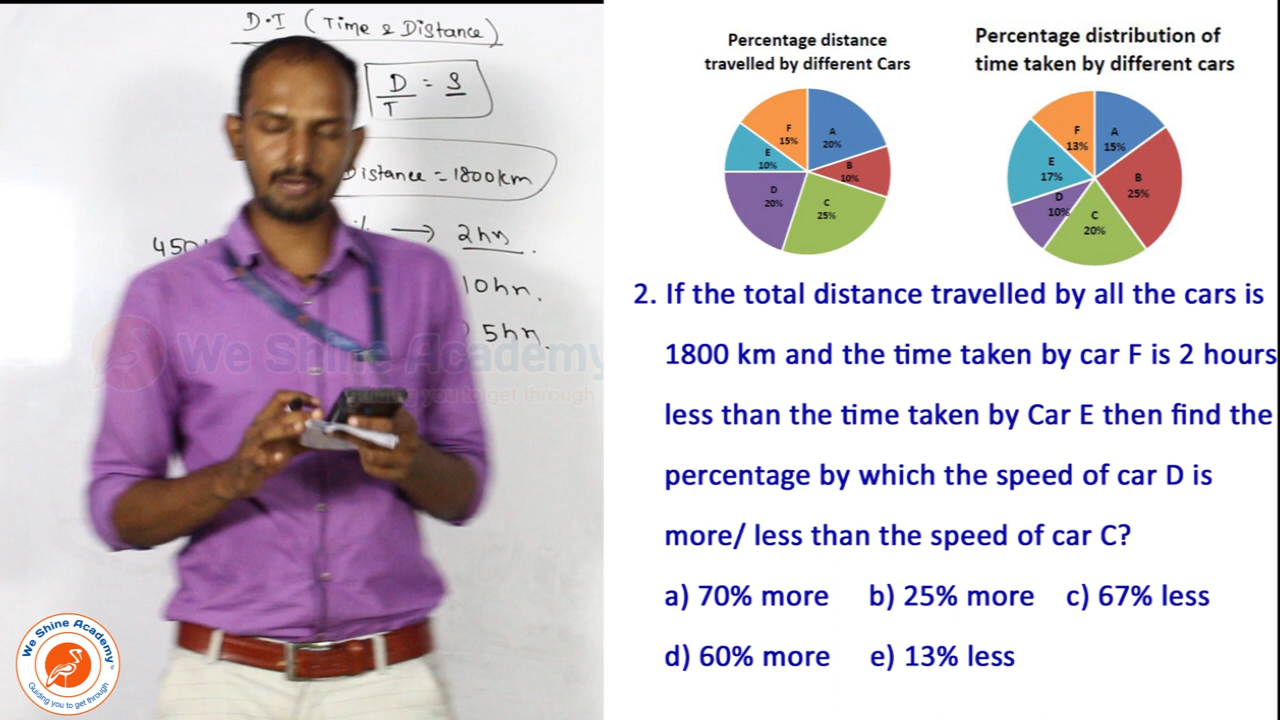 D.I (Time & Distance)
D/T = S
Distance = 1800km
% → 2hrs.
450
10hr.
5hr.
We Shine Academy
Guiding you to get through
We Shine Academy
Guiding you to get through
Percentage distance
travelled by different Cars
A
20%
B
10%
C
25%
D
20%
E
10%
F
15%
Percentage distribution of
time taken by different cars
A
15%
B
25%
C
20%
D
10%
E
17%
F
13%
2. If the total distance travelled by all the cars is
1800 km and the time taken by car F is 2 hours
less than the time taken by Car E then find the
percentage by which the speed of car D is
more/ less than the speed of car C?
a) 70% more b) 25% more c) 67% less
d) 60% more e) 13% less